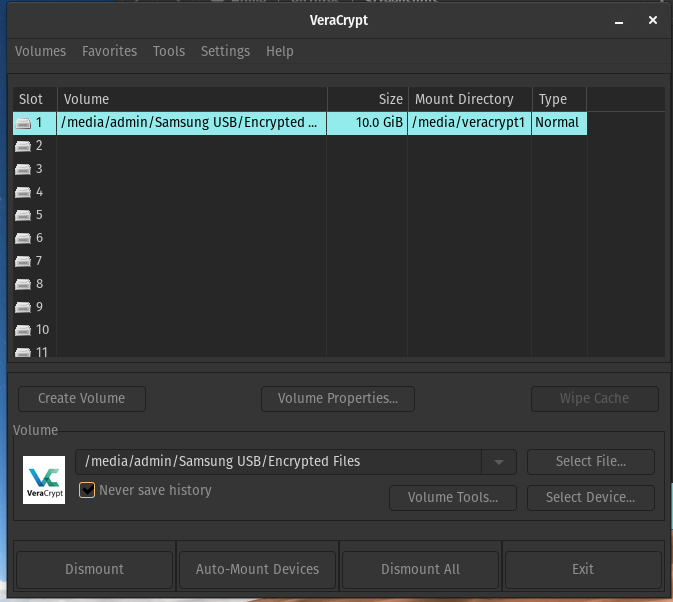 VeraCrypt
Volumes Favorites Tools Settings Help
Slot Volume Size Mount Directory Type
1 /media/admin/Samsung USB/Encrypted ... 10.0 GiB /media/veracrypt1 Normal
2
3
4
5
6
7
8
9
10
11
Create Volume Volume Properties... Wipe Cache
Volume
/media/admin/Samsung USB/Encrypted Files Select File...
VeraCrypt
Never save history
Volume Tools... Select Device...
Dismount Auto-Mount Devices Dismount All Exit